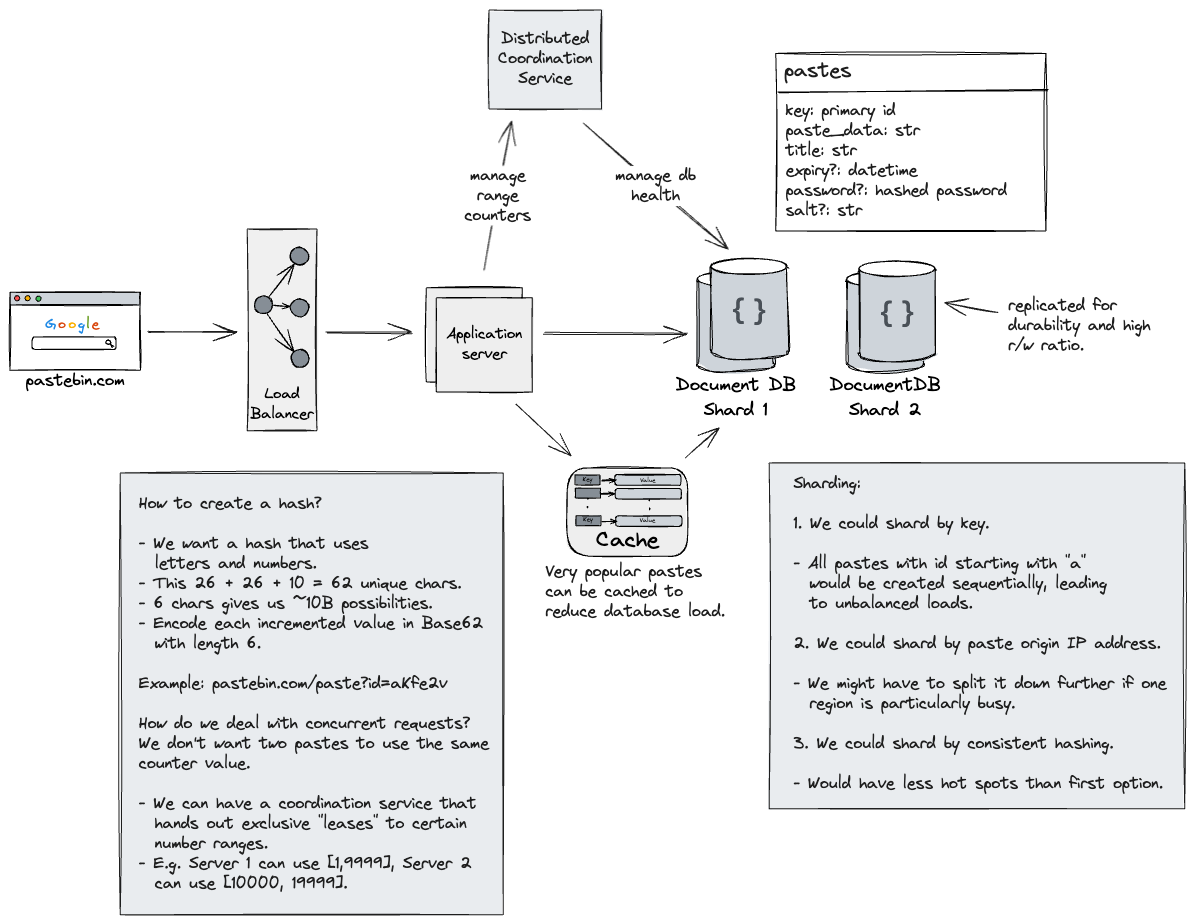 Distributed
Coordination
Service
pastes
key: primary id
paste_data: str
title: str
expiry?: datetime
password?: hashed password
salt?: str
manage
range
counters
manage db
health
Google
pastebin.com
Load
Balancer
Application
server
{ }
{ }
Document DB
Shard 1
DocumentDB
Shard 2
replicated for
durability and high
r/w ratio.
Key
Value
Key
Value
Cache
Very popular pastes
can be cached to
reduce database load.
How to create a hash?
- We want a hash that uses
letters and numbers.
- This 26 + 26 + 10 = 62 unique chars.
- 6 chars gives us ~10B possibilities.
- Encode each incremented value in Base62
with length 6.
Example: pastebin.com/paste?id=aKfe2v
How do we deal with concurrent requests?
We don't want two pastes to use the same
counter value.
- We can have a coordination service that
hands out exclusive "leases" to certain
number ranges.
- E.g. Server 1 can use [1,9999], Server 2
can use [10000, 19999].
Sharding:
1. We could shard by key.
- All pastes with id starting with "a"
would be created sequentially, leading
to unbalanced loads.
2. We could shard by paste origin IP address.
- We might have to split it down further if one
region is particularly busy.
3. We could shard by consistent hashing.
- Would have less hot spots than first option.